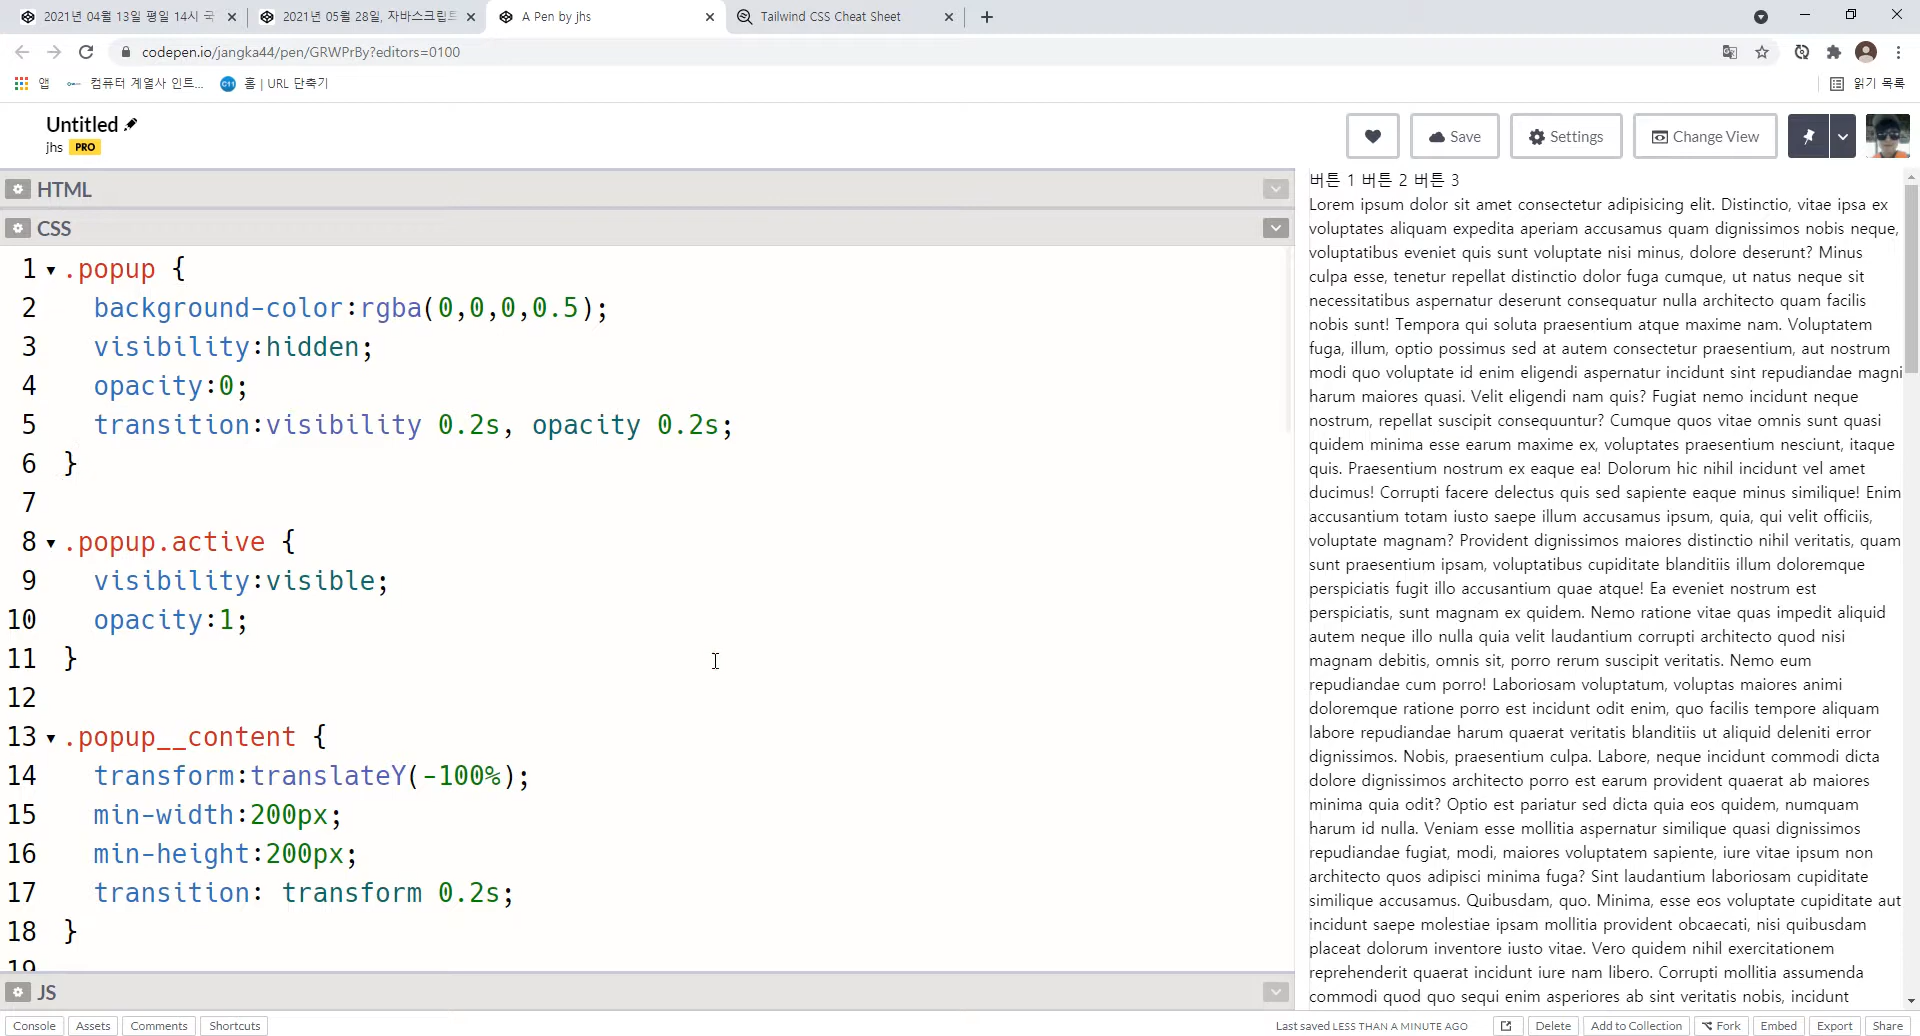 2021년 04월 13일 평일 14시 국
2021년 05월 28일, 자바스크립트
A Pen by jhs
Tailwind CSS Cheat Sheet
codepen.io/jangka44/pen/GRWPrBy?editors=0100
앱 컴퓨터 계열사 인트... 홈 | URL 단축기 읽기 목록
Untitled
jhs PRO
Save Settings Change View
HTML
CSS
1 .popup {
2 background-color:rgba(0,0,0,0.5);
3 visibility:hidden;
4 opacity:0;
5 transition:visibility 0.2s, opacity 0.2s;
6 }
7
8 .popup.active {
9 visibility:visible;
10 opacity:1;
11 }
12
13 .popup__content {
14 transform:translateY(-100%);
15 min-width:200px;
16 min-height:200px;
17 transition: transform 0.2s;
18 }
19
JS
버튼 1 버튼 2 버튼 3
Lorem ipsum dolor sit amet consectetur adipisicing elit. Distinctio, vitae ipsa ex
voluptates aliquam expedita aperiam accusamus quam dignissimos nobis neque,
voluptatibus eveniet quis sunt voluptate nisi minus, dolore deserunt? Minus
culpa esse, tenetur repellat distinctio dolor fuga cumque, ut natus neque sit
necessitatibus aspernatur deserunt consequatur nulla architecto quam facilis
nobis sunt! Tempora qui soluta praesentium atque maxime nam. Voluptatem
fuga, illum, optio possimus sed at autem consectetur praesentium, aut nostrum
modi quo voluptate id enim eligendi aspernatur incidunt sint repudiandae magni
harum maiores quasi. Velit eligendi nam quis? Fugiat nemo incidunt neque
nostrum, repellat suscipit consequuntur? Cumque quos vitae omnis sunt quasi
quidem minima esse earum maxime ex, voluptates praesentium nesciunt, itaque
quis. Praesentium nostrum ex eaque ea! Dolorum hic nihil incidunt vel amet
ducimus! Corrupti facere delectus quis sed sapiente eaque minus similique! Enim
accusantium totam iusto saepe illum accusamus ipsum, quia, qui velit officiis,
voluptate magnam? Provident dignissimos maiores distinctio nihil veritatis, quam
sunt praesentium ipsam, voluptatibus cupiditate blanditiis illum doloremque
perspiciatis fugit illo accusantium quae atque! Ea eveniet nostrum est
perspiciatis, sunt magnam ex quidem. Nemo ratione vitae quas impedit aliquid
autem neque illo nulla quia velit laudantium corrupti architecto quod nisi
magnam debitis, omnis sit, porro rerum suscipit veritatis. Nemo eum
repudiandae cum porro! Laboriosam voluptatum, voluptas maiores animi
doloremque ratione porro est incidunt odit enim, quo facilis tempore aliquam
labore repudiandae harum quaerat veritatis blanditiis ut aliquid deleniti error
dignissimos. Nobis, praesentium culpa. Labore, neque incidunt commodi dicta
dolore dignissimos architecto porro est earum provident quaerat ab maiores
minima quia odit? Optio est pariatur sed dicta quia eos quidem, numquam
harum id nulla. Veniam esse mollitia aspernatur similique quasi dignissimos
repudiandae fugiat, modi, maiores voluptatem sapiente, iure vitae ipsum non
architecto quos adipisci minima fuga? Sint laudantium laboriosam cupiditate
similique accusamus. Quibusdam, quo. Minima, esse eos voluptate cupiditate aut
incidunt saepe molestiae ipsam mollitia provident obcaecati, nisi quibusdam
placeat dolorum inventore iusto vitae. Vero quidem nihil exercitationem
reprehenderit quaerat incidunt iure nam libero. Corrupti mollitia assumenda
commodi quod quo sequi enim asperiores ab sint veritatis nobis, incidunt
Console Assets Comments Shortcuts Last saved LESS THAN A MINUTE AGO Delete Add to Collection Fork Embed Export Share